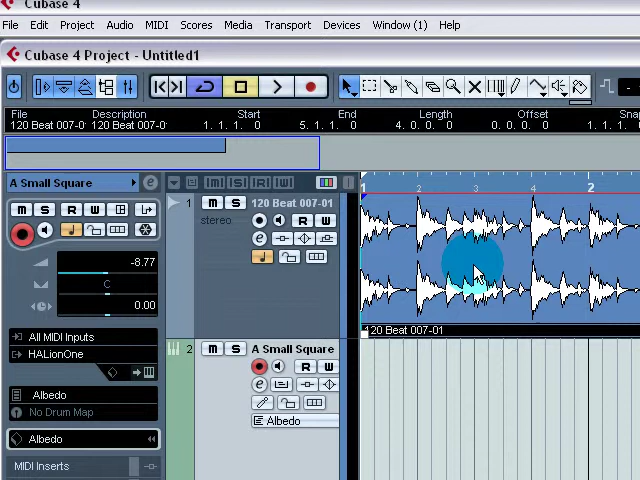 Cubase 4
File Edit Project Audio MIDI Scores Media Transport Devices Window (1) Help
Cubase 4 Project - Untitled1
File Description Start End Length Offset Snap
120 Beat 007-0 120 Beat 007-01 1. 1. 1. 0 5. 1. 1. 0 4. 0. 0. 0 0. 0. 0. 0 1. 1. 1.
A Small Square e M S R W
M S R W
1 120 Beat 007-01
stereo
R W
e
-8.77
C
0.00
1 2 3 4 2
120 Beat 007-01
All MIDI Inputs
HALionOne
Albedo
No Drum Map
Albedo
MIDI Inserts
2 M S A Small Square
R W
e
Albedo